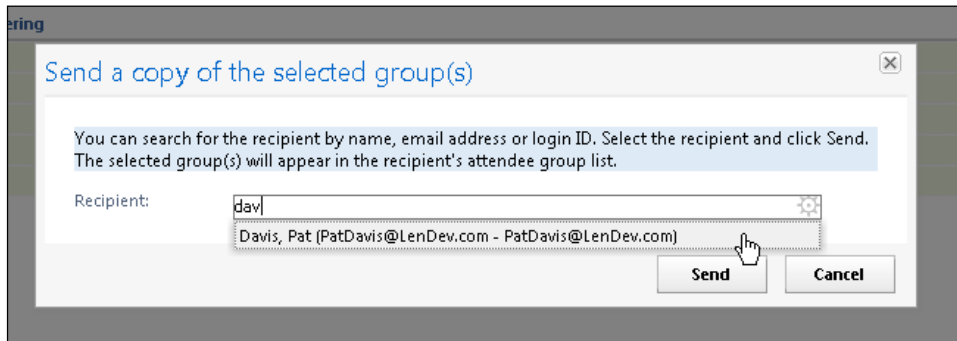 ering
Send a copy of the selected group(s)
You can search for the recipient by name, email address or login ID. Select the recipient and click Send.
The selected group(s) will appear in the recipient's attendee group list.
Recipient: dav
Davis, Pat (PatDavis@LenDev.com - PatDavis@LenDev.com)
Send Cancel